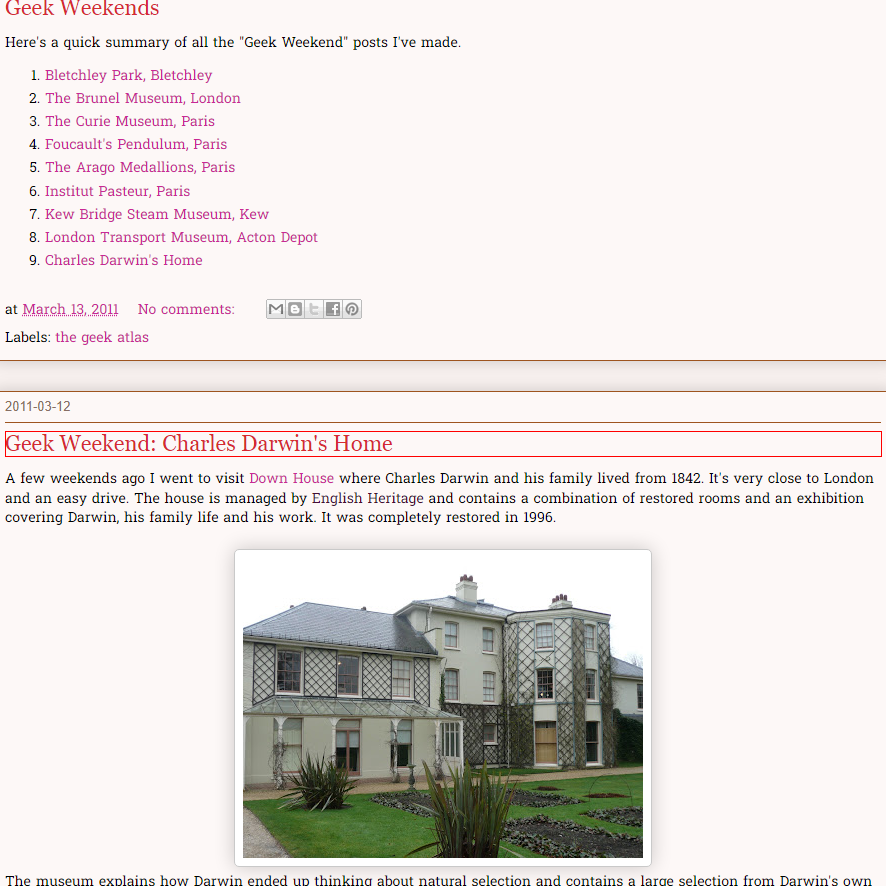 Geek Weekends
Here's a quick summary of all the "Geek Weekend" posts I've made.
1. Bletchley Park, Bletchley
2. The Brunel Museum, London
3. The Curie Museum, Paris
4. Foucault's Pendulum, Paris
5. The Arago Medallions, Paris
6. Institut Pasteur, Paris
7. Kew Bridge Steam Museum, Kew
8. London Transport Museum, Acton Depot
9. Charles Darwin's Home
at March 13, 2011 No comments:
Labels: the geek atlas
2011-03-12
Geek Weekend: Charles Darwin's Home
A few weekends ago I went to visit Down House where Charles Darwin and his family lived from 1842. It's very close to London
and an easy drive. The house is managed by English Heritage and contains a combination of restored rooms and an exhibition
covering Darwin, his family life and his work. It was completely restored in 1996.
The museum explains how Darwin ended up thinking about natural selection and contains a large selection from Darwin's own